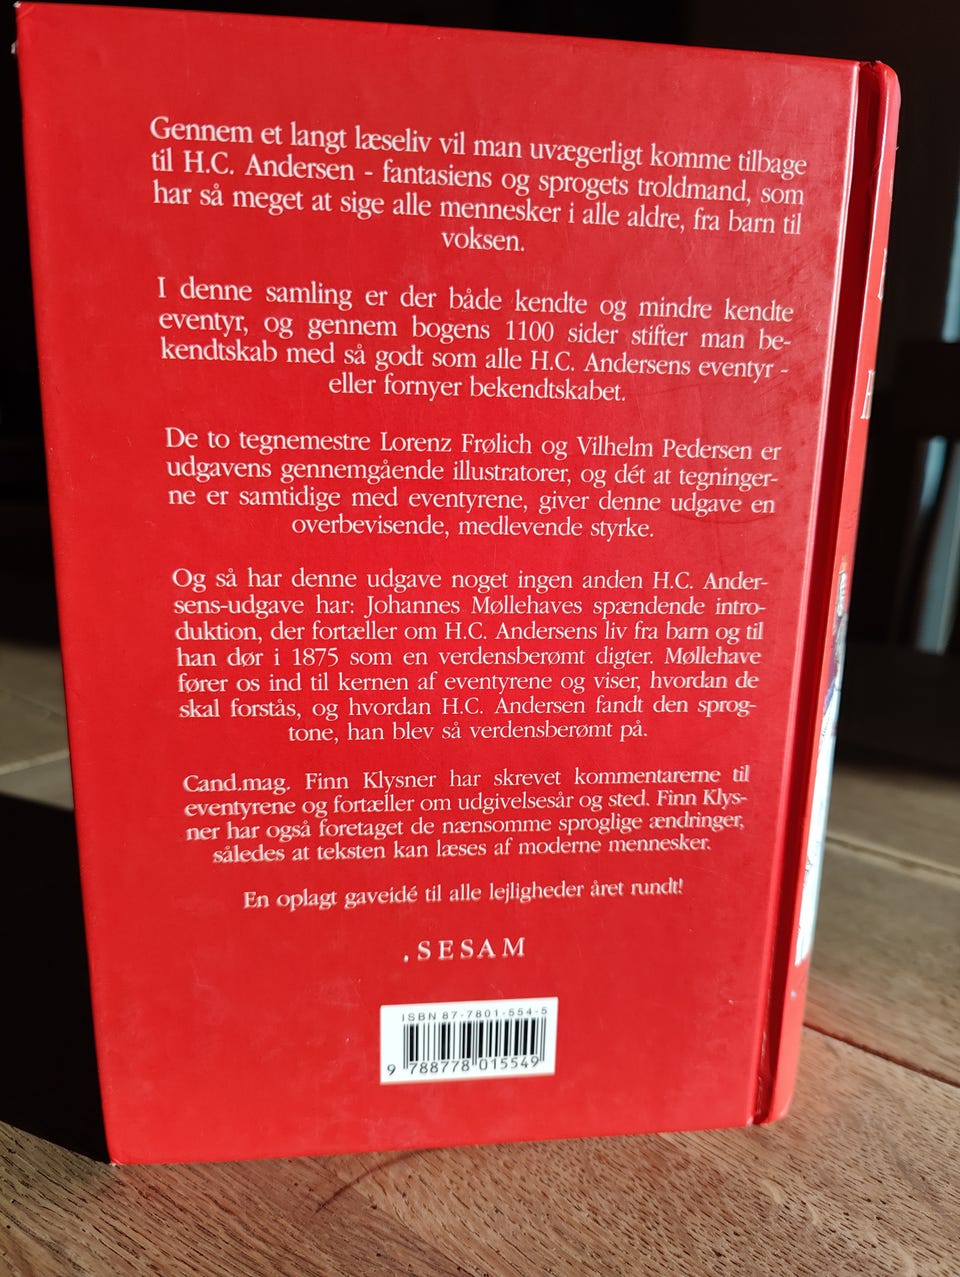 Gennem et langt læseliv vil man uvægerligt komme tilbage
til H.C. Andersen - fantasiens og sprogets troldmand, som
har så meget at sige alle mennesker i alle aldre, fra barn til
voksen.
I denne samling er der både kendte og mindre kendte
eventyr, og gennem bogens 1100 sider stifter man be-
kendtskab med så godt som alle H.C. Andersens eventyr -
eller fornyer bekendtskabet.
De to tegnemestre Lorenz Frølich og Vilhelm Pedersen er
udgavens gennemgående illustratorer, og dét at tegninger-
ne er samtidige med eventyrene, giver denne udgave en
overbevisende, medlevende styrke.
Og så har denne udgave noget ingen anden H.C. Ander-
sens-udgave har: Johannes Møllehaves spændende intro-
duktion, der fortæller om H.C. Andersens liv fra barn og til
han dør i 1875 som en verdensberømt digter. Møllehave
fører os ind til kernen af eventyrene og viser, hvordan de
skal forstås, og hvordan H.C. Andersen fandt den sprog-
tone, han blev så verdensberømt på.
Cand.mag. Finn Klysner har skrevet kommentarerne til
eventyrene og fortæller om udgivelsesår og sted. Finn Klys-
ner har også foretaget de nænsomme sproglige ændringer,
således at teksten kan læses af moderne mennesker.
En oplagt gaveidé til alle lejligheder året rundt!
.SESAM
ISBN 87-7801-554-5
9 788778 015549